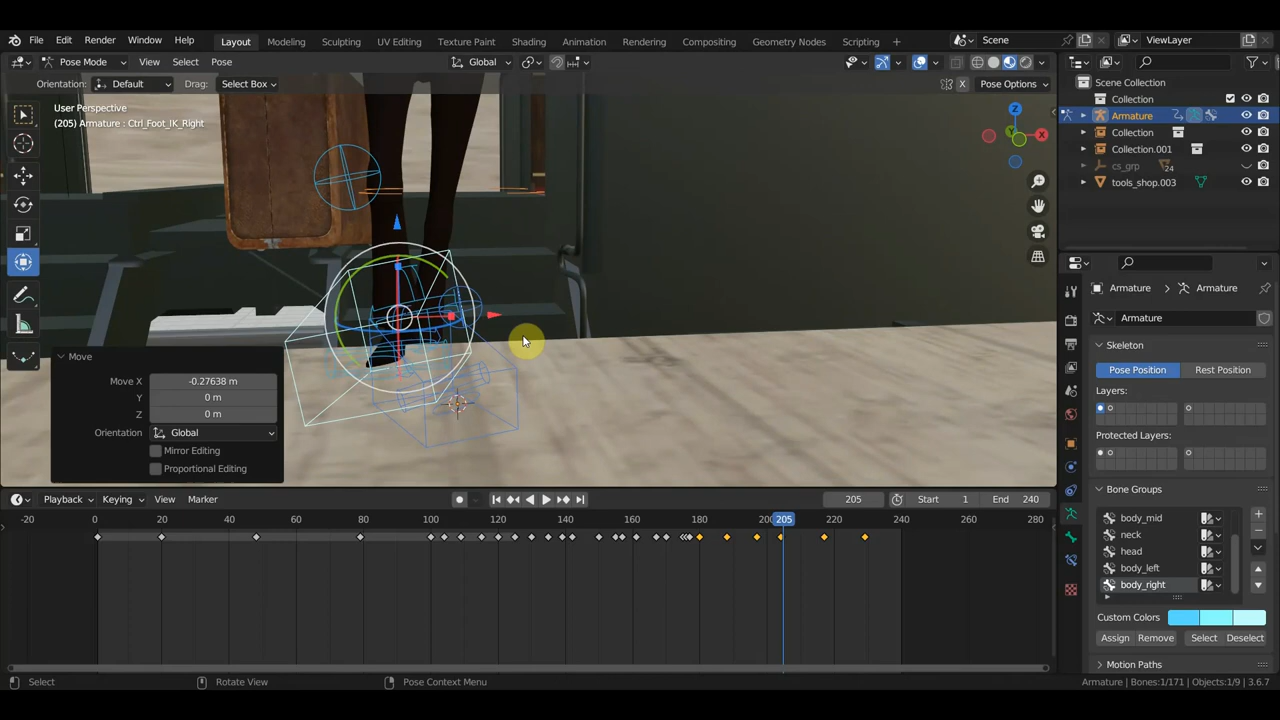 File Edit Render Window Help Layout Modeling Sculpting UV Editing Texture Paint Shading Animation Rendering Compositing Geometry Nodes Scripting + Scene ViewLayer
Pose Mode View Select Pose Global
Orientation: Default Drag: Select Box X Pose Options
User Perspective
(205) Armature : Ctrl_Foot_IK_Right
Z
Y
X
Move
Move X -0.27638 m
Y 0 m
Z 0 m
Orientation Global
Mirror Editing
Proportional Editing
Scene Collection
Collection
Armature
Collection
Collection.001
cs_grp 24
tools_shop.003
Armature > Armature
Armature
Skeleton
Pose Position Rest Position
Layers:
Protected Layers:
Bone Groups
body_mid
neck
head
body_left
body_right
Custom Colors
Assign Remove Select Deselect
Motion Paths
Playback Keying View Marker 205 Start 1 End 240
-20 0 20 40 60 80 100 120 140 160 180 205 220 240 260 280
Select Rotate View Pose Context Menu Armature | Bones:1/171 | Objects:1/9 | 3.6.7